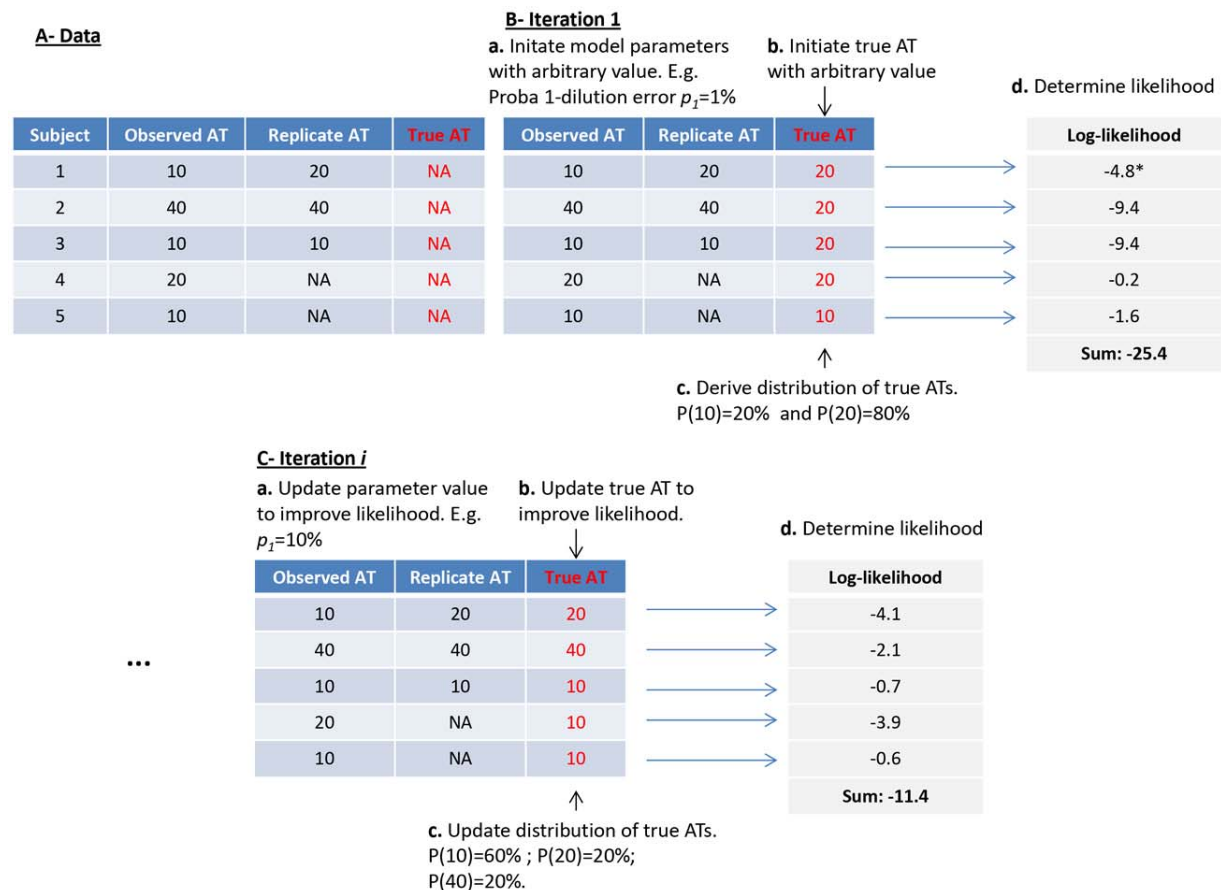 A- Data
B- Iteration 1
a. Initate model parameters
with arbitrary value. E.g.
Proba 1-dilution error p1=1%
b. Initiate true AT
with arbitrary value
d. Determine likelihood
Subject Observed AT Replicate AT True AT
1 10 20 NA
2 40 40 NA
3 10 10 NA
4 20 NA NA
5 10 NA NA
Observed AT Replicate AT True AT
10 20 20
40 40 20
10 10 20
20 NA 20
10 NA 10
Log-likelihood
-4.8*
-9.4
-9.4
-0.2
-1.6
Sum: -25.4
c. Derive distribution of true ATs.
P(10)=20% and P(20)=80%
C- Iteration i
a. Update parameter value
to improve likelihood. E.g.
p1=10%
b. Update true AT to
improve likelihood.
d. Determine likelihood
...
Observed AT Replicate AT True AT
10 20 20
40 40 40
10 10 10
20 NA 10
10 NA 10
Log-likelihood
-4.1
-2.1
-0.7
-3.9
-0.6
Sum: -11.4
c. Update distribution of true ATs.
P(10)=60% ; P(20)=20%;
P(40)=20%.